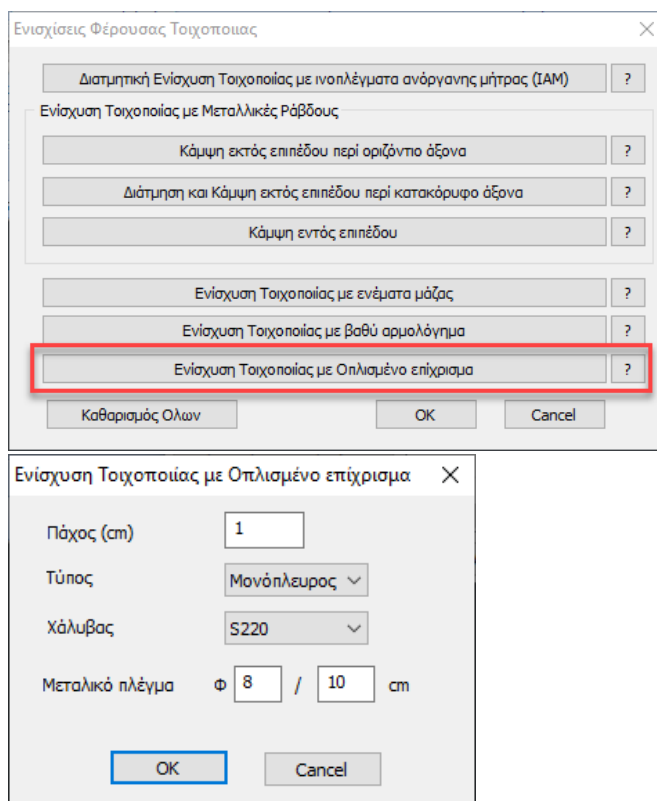 Ενισχίσεις Φέρουσας Τοιχοποιιας
Διατμητική Ενίσχυση Τοιχοποιίας με ινοπλέγματα ανόργανης μήτρας (ΙΑΜ) ?
Ενίσχυση Τοιχοποιίας με Μεταλλικές Ράβδους
Κάμψη εκτός επιπέδου περί οριζόντιο άξονα ?
Διάτμηση και Κάμψη εκτός επιπέδου περί κατακόρυφο άξονα ?
Κάμψη εντός επιπέδου ?
Ενίσχυση Τοιχοποιίας με ενέματα μάζας ?
Ενίσχυση Τοιχοποιίας με βαθύ αρμολόγημα ?
Ενίσχυση Τοιχοποιίας με Οπλισμένο επίχρισμα ?
Καθαρισμός Ολων OK Cancel
Ενίσχυση Τοιχοποιίας με Οπλισμένο επίχρισμα
Πάχος (cm) 1
Τύπος Μονόπλευρος
Χάλυβας S220
Μεταλικό πλέγμα Φ 8 / 10 cm
OK Cancel